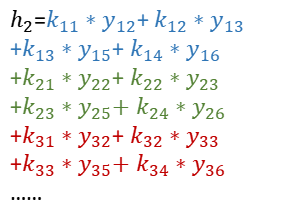 h₂=k₁₁ * y₁₂+ k₁₂ * y₁₃
+k₁₃ * y₁₅+ k₁₄ * y₁₆
+k₂₁ * y₂₂+ k₂₂ * y₂₃
+k₂₃ * y₂₅+ k₂₄ * y₂₆
+k₃₁ * y₃₂+ k₃₂ * y₃₃
+k₃₃ * y₃₅+ k₃₄ * y₃₆
......